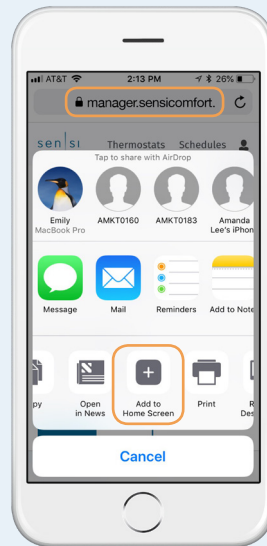 AT&T 2:13 PM 26%
manager.sensicomfort.
sensi Thermostats Schedules
Tap to share with AirDrop
Emily
MacBook Pro
AMKT0160
AMKT0183
Amanda
Lee's iPhon
Message
Mail
Reminders
Add to Note
py
Open
in News
Add to
Home Screen
Print
R
Des
Cancel